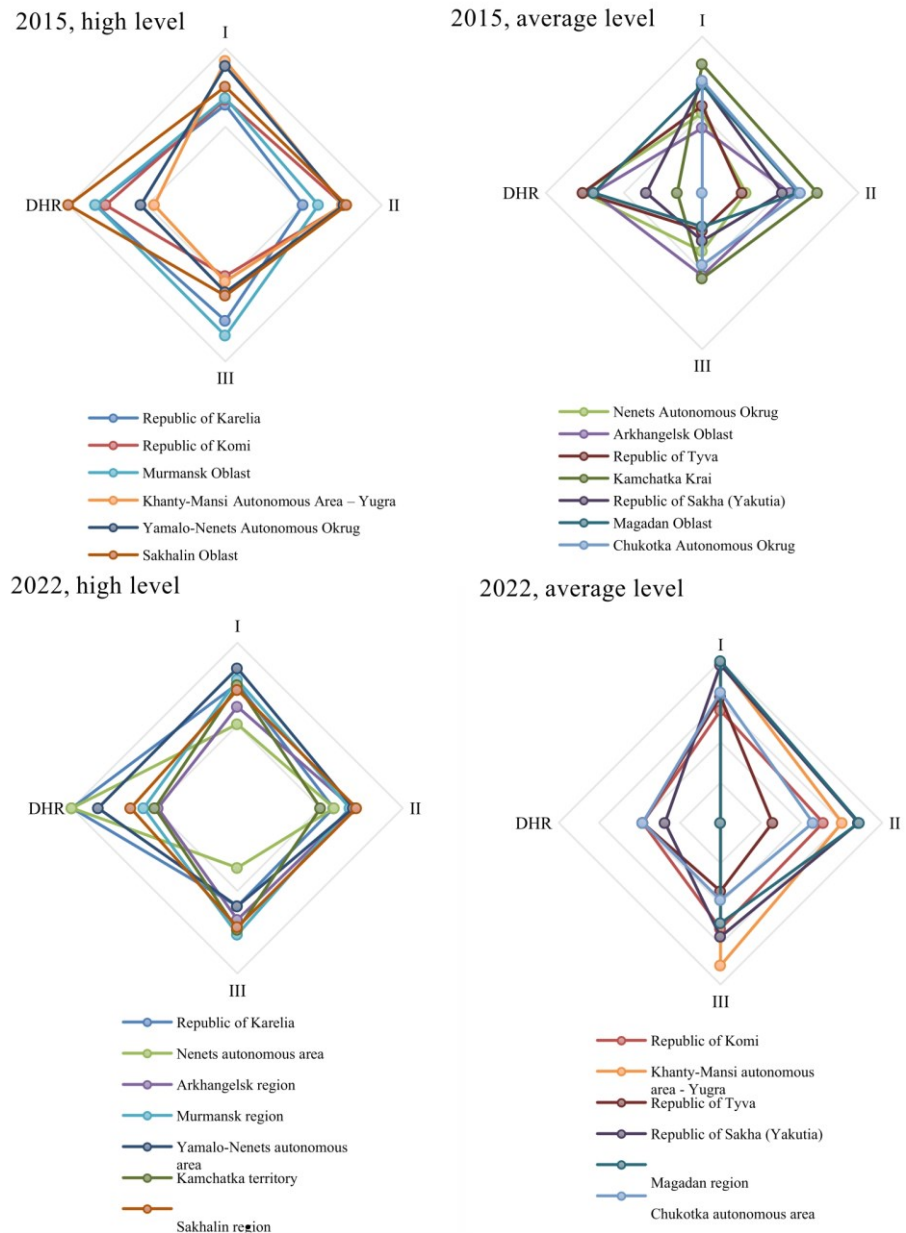 2015, high level
I
DHR
II
III
Republic of Karelia
Republic of Komi
Murmansk Oblast
Khanty-Mansi Autonomous Area – Yugra
Yamalo-Nenets Autonomous Okrug
Sakhalin Oblast
2015, average level
I
DHR
II
III
Nenets Autonomous Okrug
Arkhangelsk Oblast
Republic of Tyva
Kamchatka Krai
Republic of Sakha (Yakutia)
Magadan Oblast
Chukotka Autonomous Okrug
2022, high level
I
DHR
II
III
Republic of Karelia
Nenets autonomous area
Arkhangelsk region
Murmansk region
Yamalo-Nenets autonomous
area
Kamchatka territory
Sakhalin region
2022, average level
I
DHR
II
III
Republic of Komi
Khanty-Mansi autonomous
area - Yugra
Republic of Tyva
Republic of Sakha (Yakutia)
Magadan region
Chukotka autonomous area